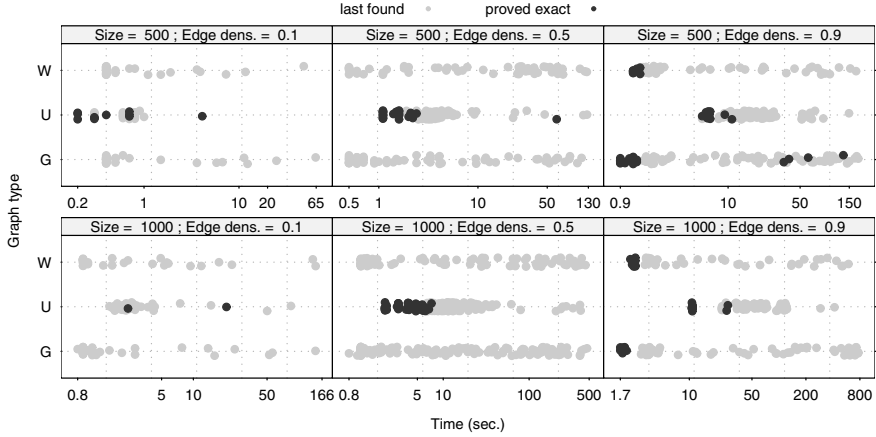 last found proved exact
Size = 500 ; Edge dens. = 0.1 Size = 500 ; Edge dens. = 0.5 Size = 500 ; Edge dens. = 0.9
W
U
G
0.2 1 10 20 65 0.5 1 10 50 130 0.9 10 50 150
Graph type
Size = 1000 ; Edge dens. = 0.1 Size = 1000 ; Edge dens. = 0.5 Size = 1000 ; Edge dens. = 0.9
W
U
G
0.8 5 10 50 166 0.8 5 10 100 500 1.7 10 50 200 800
Time (sec.)